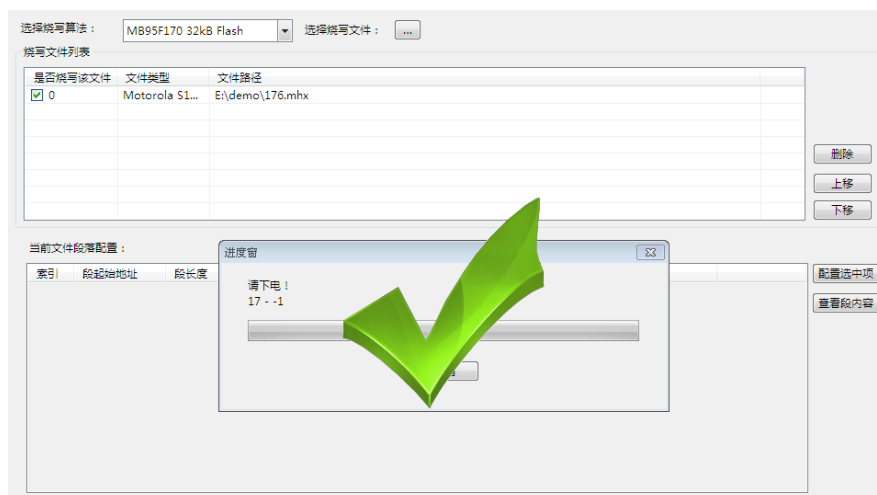 选择烧写算法： MB95F170 32kB Flash 选择烧写文件： ...
烧写文件列表
是否烧写该文件 文件类型 文件路径
0 Motorola S1... E:\demo\176.mhx
删除
上移
下移
当前文件段落配置：
索引 段起始地址 段长度
配置选中项
查看段内容
进度窗
请下电！
17 - -1